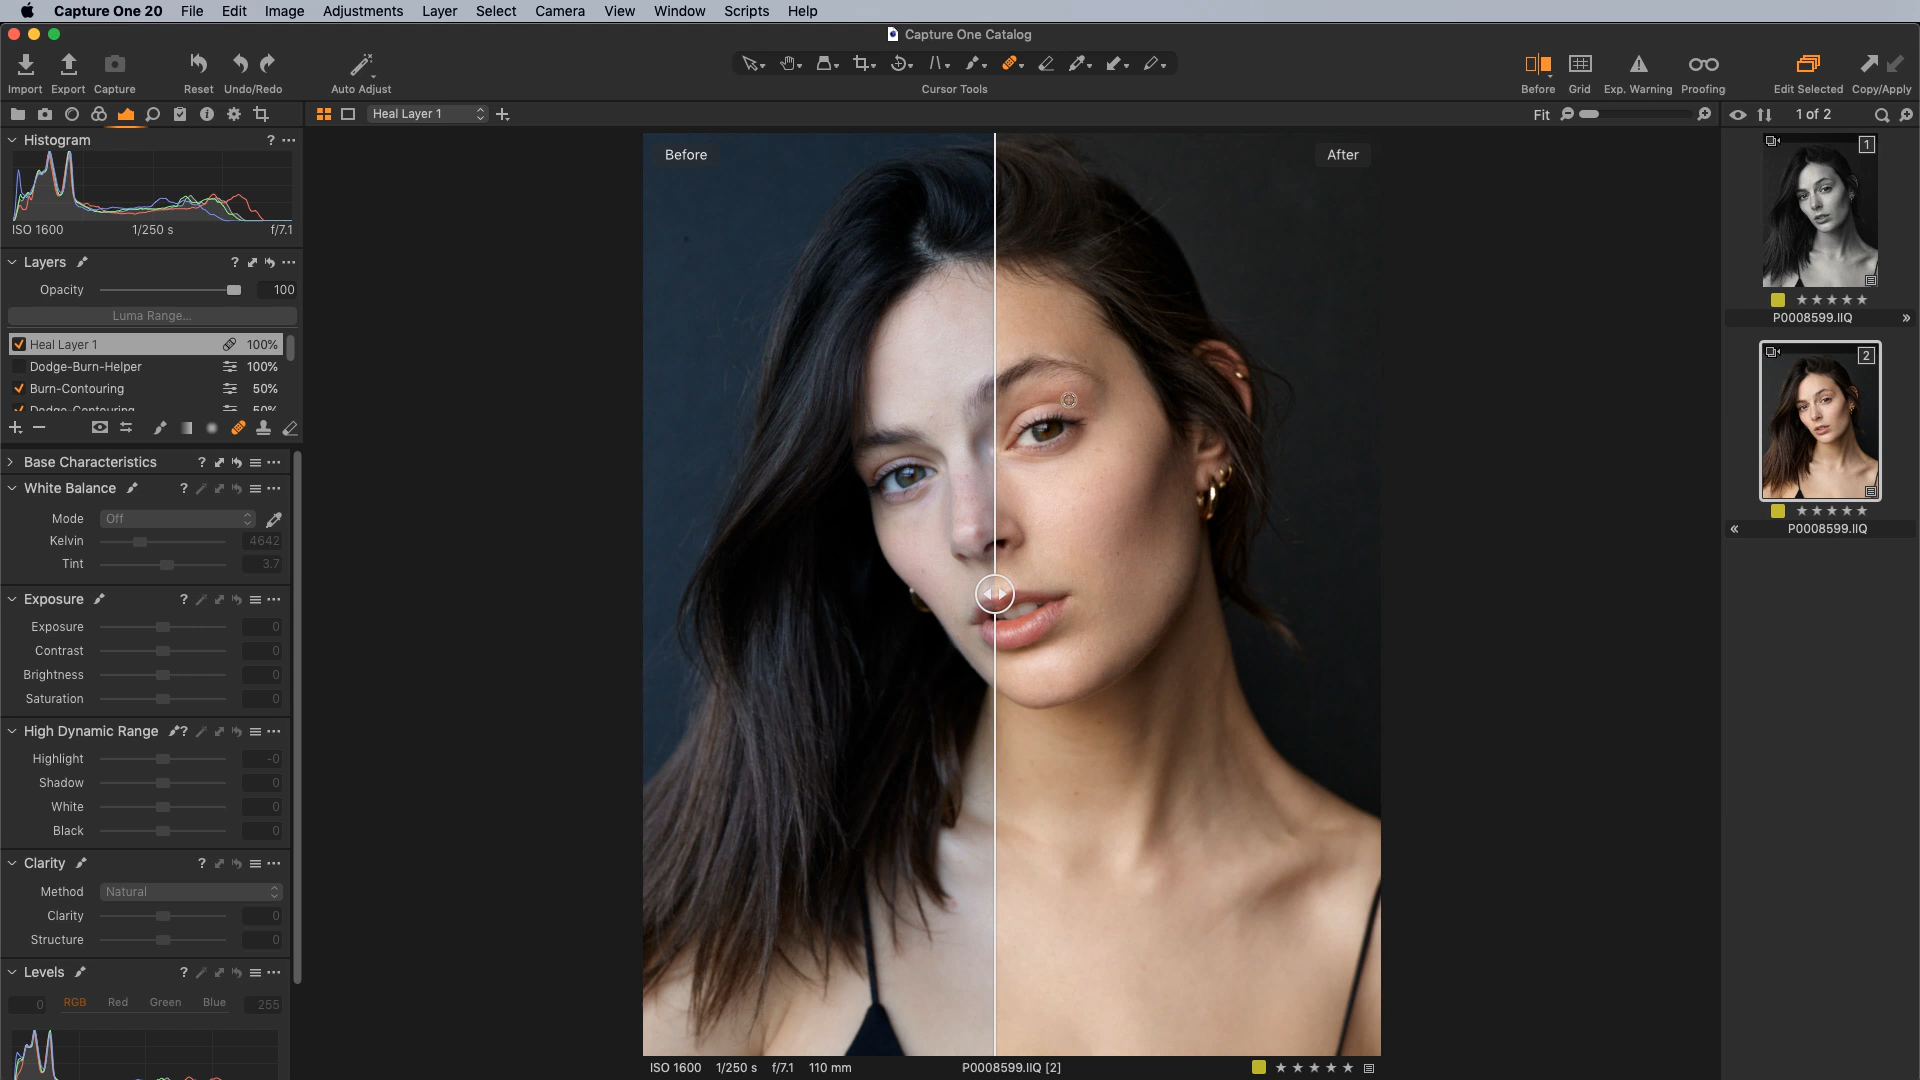 Capture One 20 File Edit Image Adjustments Layer Select Camera View Window Scripts Help
Capture One Catalog
Import Export Capture Reset Undo/Redo Auto Adjust Cursor Tools Before Grid Exp. Warning Proofing Edit Selected Copy/Apply
Heal Layer 1 Fit 1 of 2
Histogram ?
ISO 1600 1/250 s f/7.1
Layers ?
Opacity 100
Luma Range...
Heal Layer 1 100%
Dodge-Burn-Helper 100%
Burn-Contouring 50%
Dodge-Contouring 50%
Base Characteristics ?
White Balance ?
Mode Off
Kelvin 4642
Tint 3.7
Exposure ?
Exposure 0
Contrast 0
Brightness 0
Saturation 0
High Dynamic Range ?
Highlight -0
Shadow 0
White 0
Black 0
Clarity ?
Method Natural
Clarity 0
Structure 0
Levels ?
0 RGB Red Green Blue 255
Before After
ISO 1600 1/250 s f/7.1 110 mm P0008599.IIQ [2]
1
P0008599.IIQ
2
P0008599.IIQ